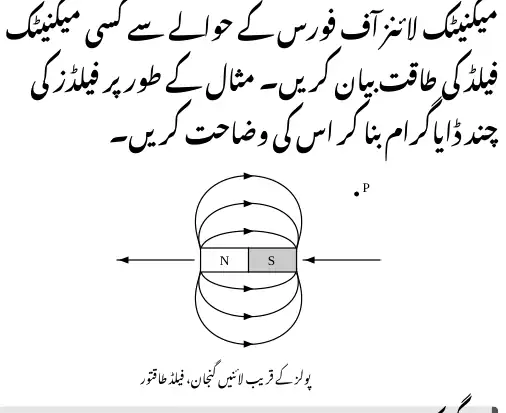 میگنیٹک لائنز آف فورس کے حوالے سے کسی میگنیٹک
فیلڈ کی طاقت بیان کریں۔ مثال کے طور پر فیلڈز کی
چند ڈایاگرام بنا کر اس کی وضاحت کریں۔
P
N S
پولز کے قریب لائنیں گنجان، فیلڈ طاقتور